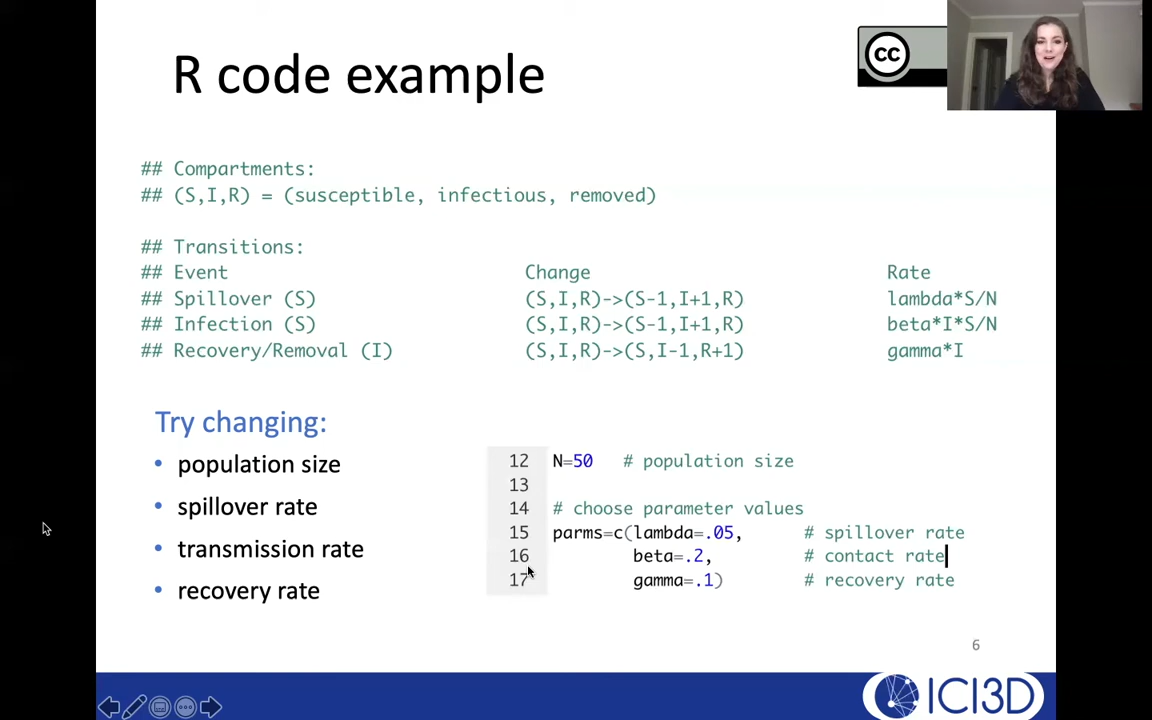 R code example
cc
## Compartments:
## (S,I,R) = (susceptible, infectious, removed)
## Transitions:
## Event Change Rate
## Spillover (S) (S,I,R)->(S-1,I+1,R) lambda*S/N
## Infection (S) (S,I,R)->(S-1,I+1,R) beta*I*S/N
## Recovery/Removal (I) (S,I,R)->(S,I-1,R+1) gamma*I
Try changing:
• population size
• spillover rate
• transmission rate
• recovery rate
12 N=50 # population size
13
14 # choose parameter values
15 parms=c(lambda=.05, # spillover rate
16 beta=.2, # contact rate
17 gamma=.1) # recovery rate
6
ICI3D